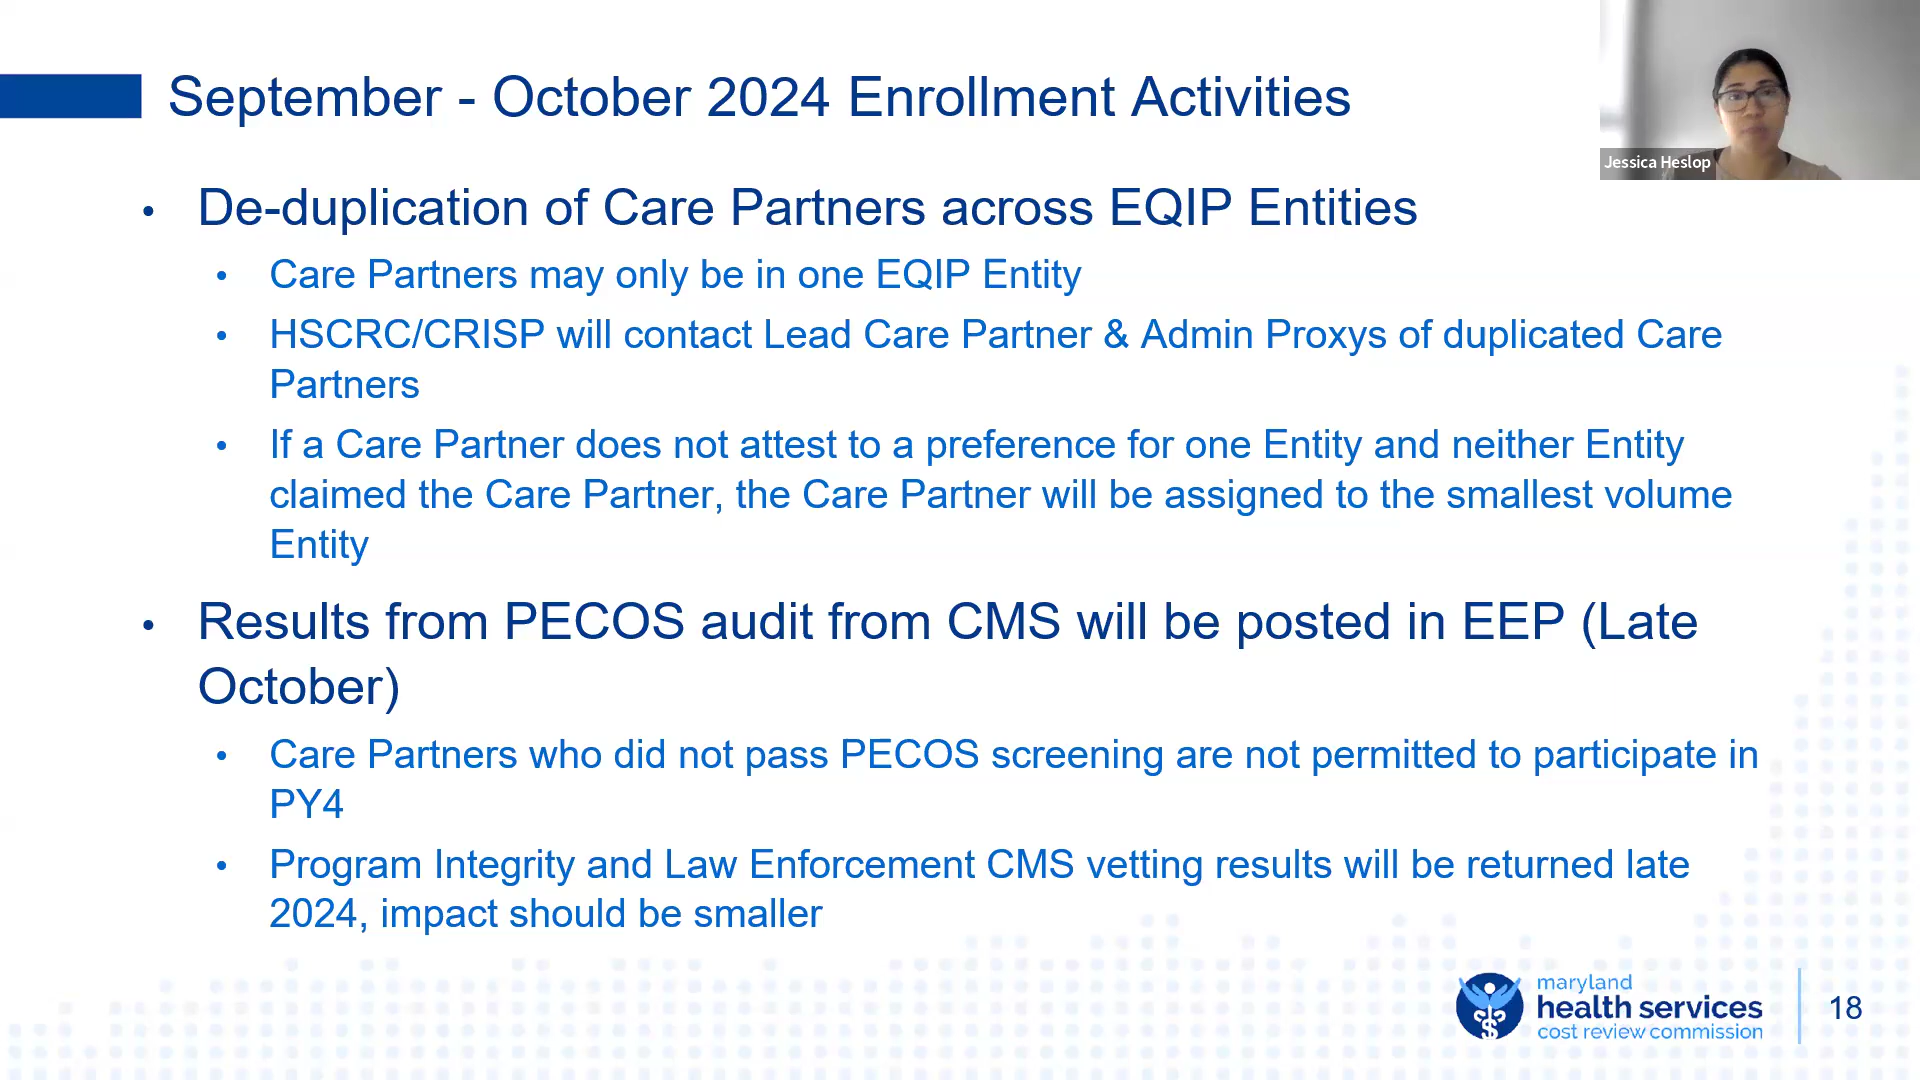 September - October 2024 Enrollment Activities
Jessica Heslop
• De-duplication of Care Partners across EQIP Entities
• Care Partners may only be in one EQIP Entity
• HSCRC/CRISP will contact Lead Care Partner & Admin Proxys of duplicated Care
Partners
• If a Care Partner does not attest to a preference for one Entity and neither Entity
claimed the Care Partner, the Care Partner will be assigned to the smallest volume
Entity
• Results from PECOS audit from CMS will be posted in EEP (Late
October)
• Care Partners who did not pass PECOS screening are not permitted to participate in
PY4
• Program Integrity and Law Enforcement CMS vetting results will be returned late
2024, impact should be smaller
maryland
health services
cost review commission
18